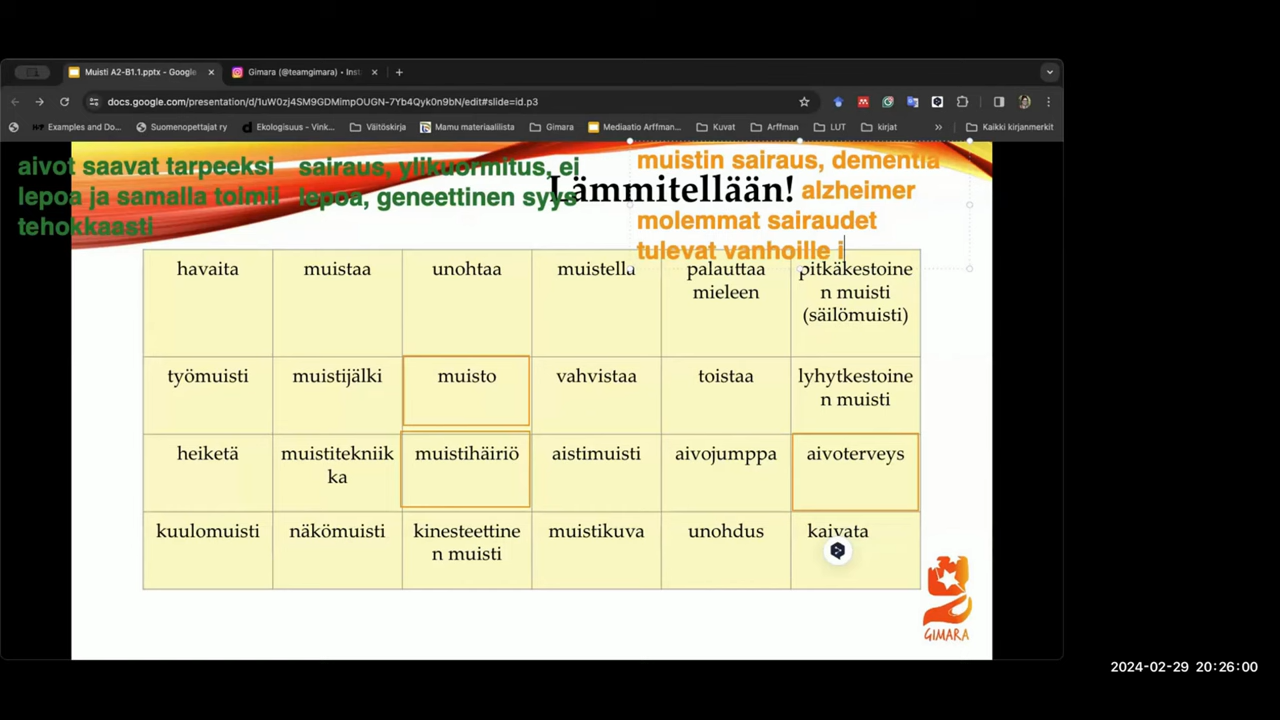 Muisti A2-B1.1.pptx - Google
Gimara (@teamgimara) • Inst
docs.google.com/presentation/d/1uW0zj4SM9GDMimpOUGN-7Yb4Qyk0n9bN/edit#slide=id.p3
Examples and Do...
Suomenopettajat ry
Ekologisuus - Vink...
Väitöskirja
Mamu materiaalilista
Gimara
Mediaatio Arffman...
Kuvat
Arffman
LUT
kirjat
»
Kaikki kirjanmerkit
aivot saavat tarpeeksi
lepoa ja samalla toimii
tehokkaasti
sairaus, ylikuormitus, ei
lepoa, geneettinen syys
Lämmitellään!
muistin sairaus, dementia
alzheimer
molemmat sairaudet
tulevat vanhoille i
havaita
muistaa
unohtaa
muistella
palauttaa
mieleen
pitkäkestoine
n muisti
(säilömuisti)
työmuisti
muistijälki
muisto
vahvistaa
toistaa
lyhytkestoine
n muisti
heiketä
muistitekniik
ka
muistihäiriö
aistimuisti
aivojumppa
aivoterveys
kuulomuisti
näkömuisti
kinesteettine
n muisti
muistikuva
unohdus
kaivata
GIMARA
2024-02-29 20:26:00